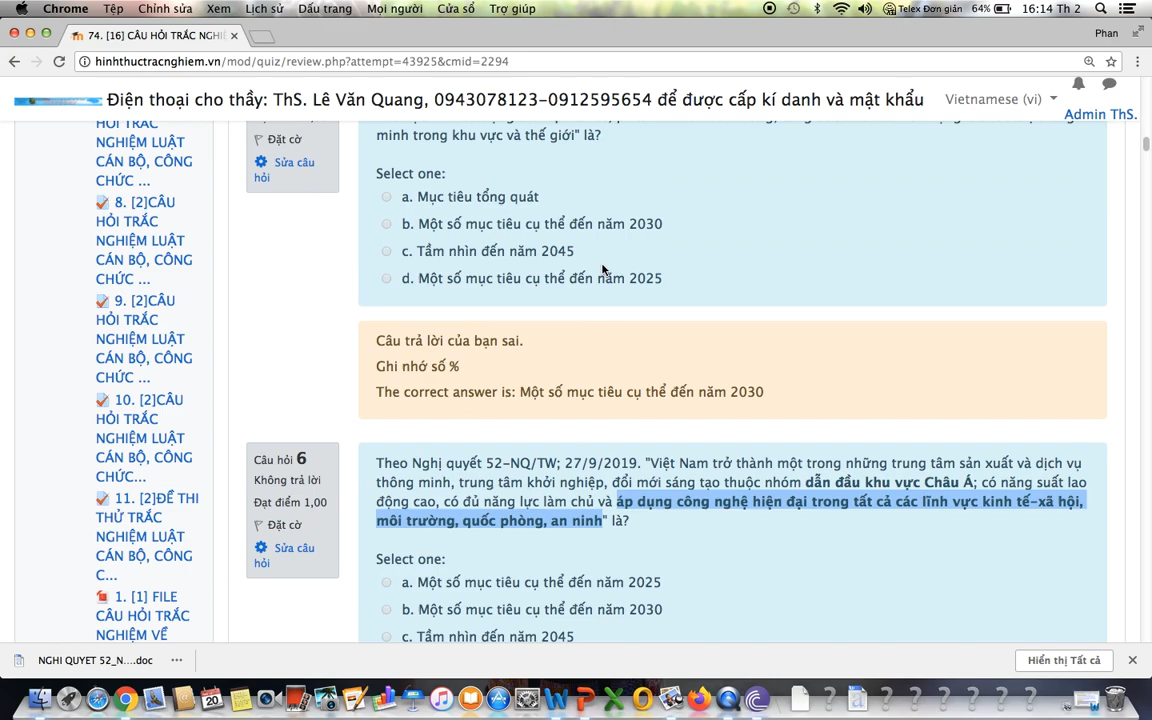 Chrome Tệp Chỉnh sửa Xem Lịch sử Dấu trang Mọi người Cửa sổ Trợ giúp Telex Đơn giản 64% 16:14 Th 2
74. [16] CÂU HỎI TRẮC NGHI Phan
hinhthuctracnghiem.vn/mod/quiz/review.php?attempt=43925&cmid=2294
Điện thoại cho thầy: ThS. Lê Văn Quang, 0943078123-0912595654 để được cấp kí danh và mật khẩu
Vietnamese (vi)
Admin ThS.
HỎI TRẮC
NGHIỆM LUẬT
CÁN BỘ, CÔNG
CHỨC ...
8. [2]CÂU
HỎI TRẮC
NGHIỆM LUẬT
CÁN BỘ, CÔNG
CHỨC ...
9. [2]CÂU
HỎI TRẮC
NGHIỆM LUẬT
CÁN BỘ, CÔNG
CHỨC ...
10. [2]CÂU
HỎI TRẮC
NGHIỆM LUẬT
CÁN BỘ, CÔNG
CHỨC...
11. [2]ĐỀ THI
THỬ TRẮC
NGHIỆM LUẬT
CÁN BỘ, CÔNG
C...
1. [1] FILE
CÂU HỎI TRẮC
NGHIỆM VỀ
Đặt cờ
Sửa câu
hỏi
minh trong khu vực và thế giới" là?
Select one:
a. Mục tiêu tổng quát
b. Một số mục tiêu cụ thể đến năm 2030
c. Tầm nhìn đến năm 2045
d. Một số mục tiêu cụ thể đến năm 2025
Câu trả lời của bạn sai.
Ghi nhớ số %
The correct answer is: Một số mục tiêu cụ thể đến năm 2030
Câu hỏi 6
Không trả lời
Đạt điểm 1,00
Đặt cờ
Sửa câu
hỏi
Theo Nghị quyết 52-NQ/TW; 27/9/2019. "Việt Nam trở thành một trong những trung tâm sản xuất và dịch vụ
thông minh, trung tâm khởi nghiệp, đổi mới sáng tạo thuộc nhóm dẫn đầu khu vực Châu Á; có năng suất lao
động cao, có đủ năng lực làm chủ và áp dụng công nghệ hiện đại trong tất cả các lĩnh vực kinh tế-xã hội,
môi trường, quốc phòng, an ninh" là?
Select one:
a. Một số mục tiêu cụ thể đến năm 2025
b. Một số mục tiêu cụ thể đến năm 2030
c. Tầm nhìn đến năm 2045
NGHI QUYET 52_N....doc
Hiển thị Tất cả
20